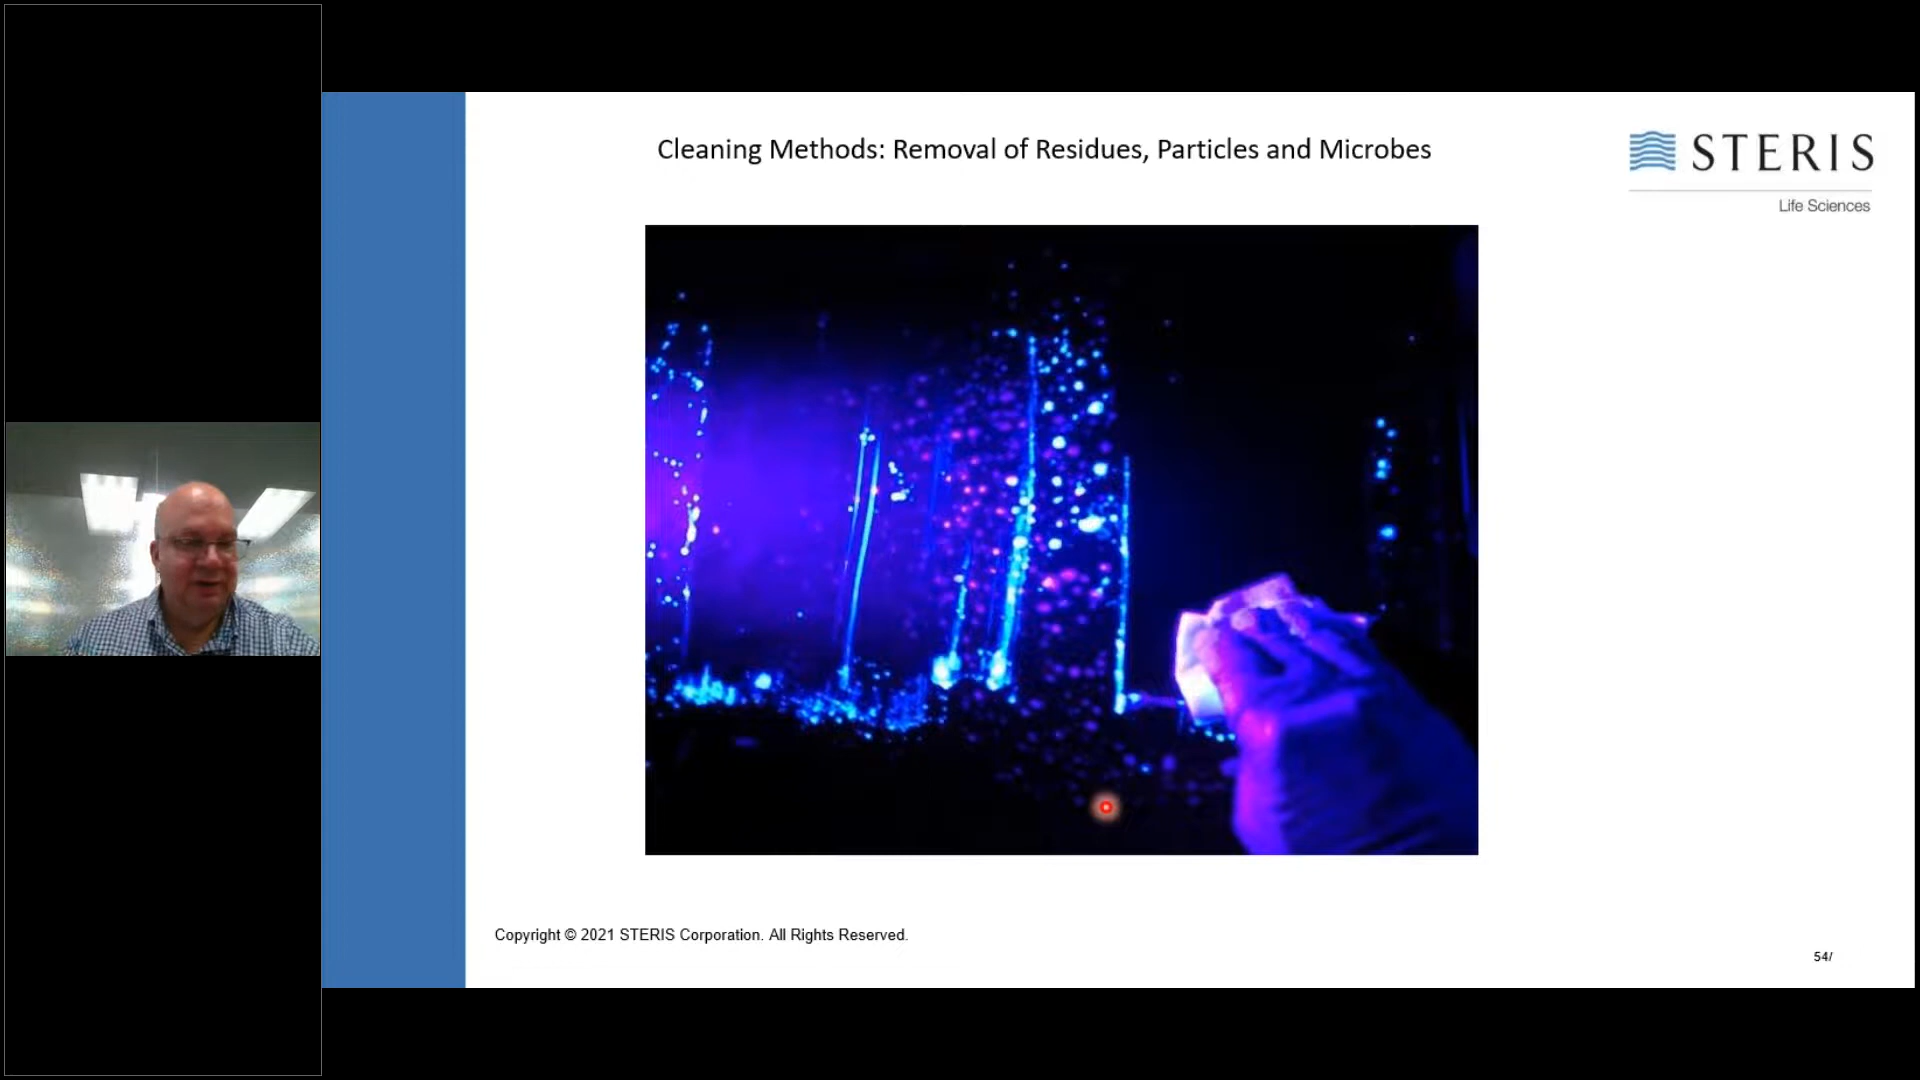 Cleaning Methods: Removal of Residues, Particles and Microbes
STERIS
Life Sciences
Copyright © 2021 STERIS Corporation. All Rights Reserved.
54/